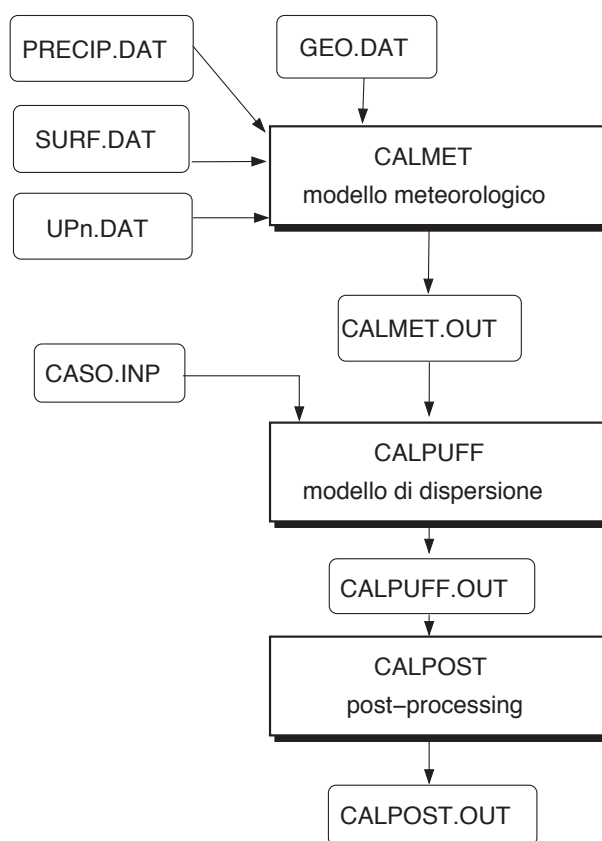 PRECIP.DAT
GEO.DAT
SURF.DAT
UPn.DAT
CALMET
modello meteorologico
CALMET.OUT
CASO.INP
CALPUFF
modello di dispersione
CALPUFF.OUT
CALPOST
post−processing
CALPOST.OUT